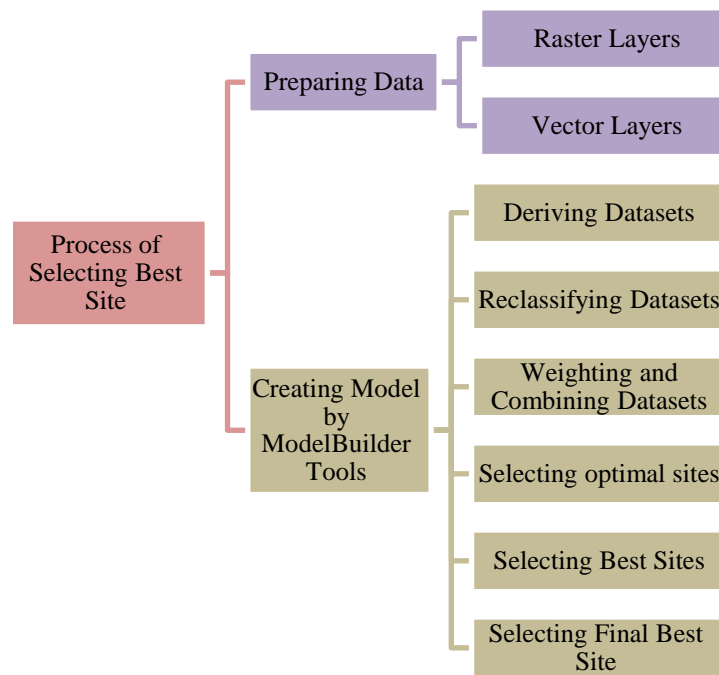 Process of
Selecting Best
Site
Preparing Data
Raster Layers
Vector Layers
Creating Model
by
ModelBuilder
Tools
Deriving Datasets
Reclassifying Datasets
Weighting and
Combining Datasets
Selecting optimal sites
Selecting Best Sites
Selecting Final Best
Site